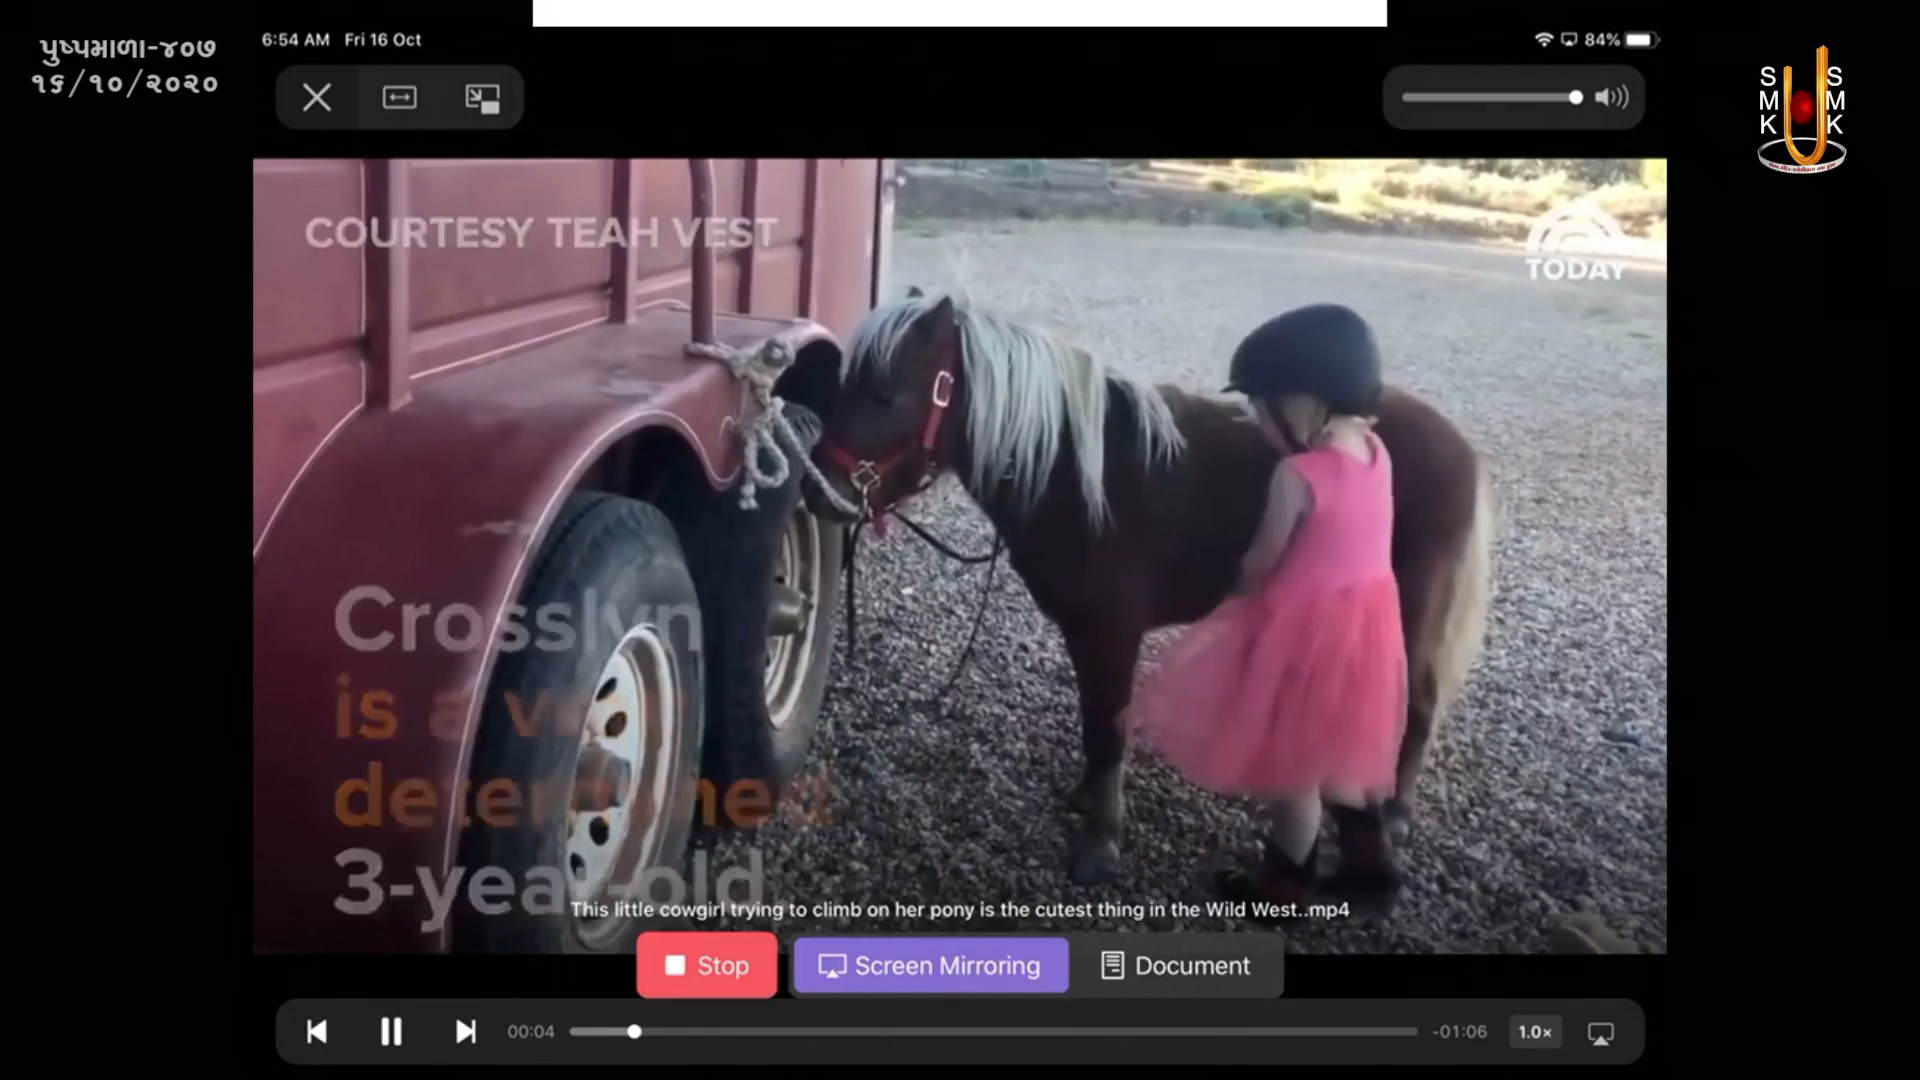 પુષ્પમાળા-૪૦૭
૧૬/૧૦/૨૦૨૦
6:54 AM Fri 16 Oct
84%
S S
M M
K K
COURTESY TEAH VEST
TODAY
Crosslyn
is a very
determined
3-year-old.
This little cowgirl trying to climb on her pony is the cutest thing in the Wild West..mp4
Stop
Screen Mirroring
Document
00:04
-01:06
1.0×